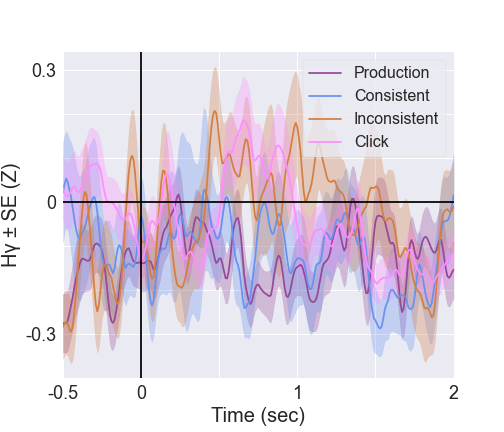 Production
Consistent
Inconsistent
Click
Hγ ± SE (Z)
0.3
0
-0.3
-0.5
0
1
2
Time (sec)